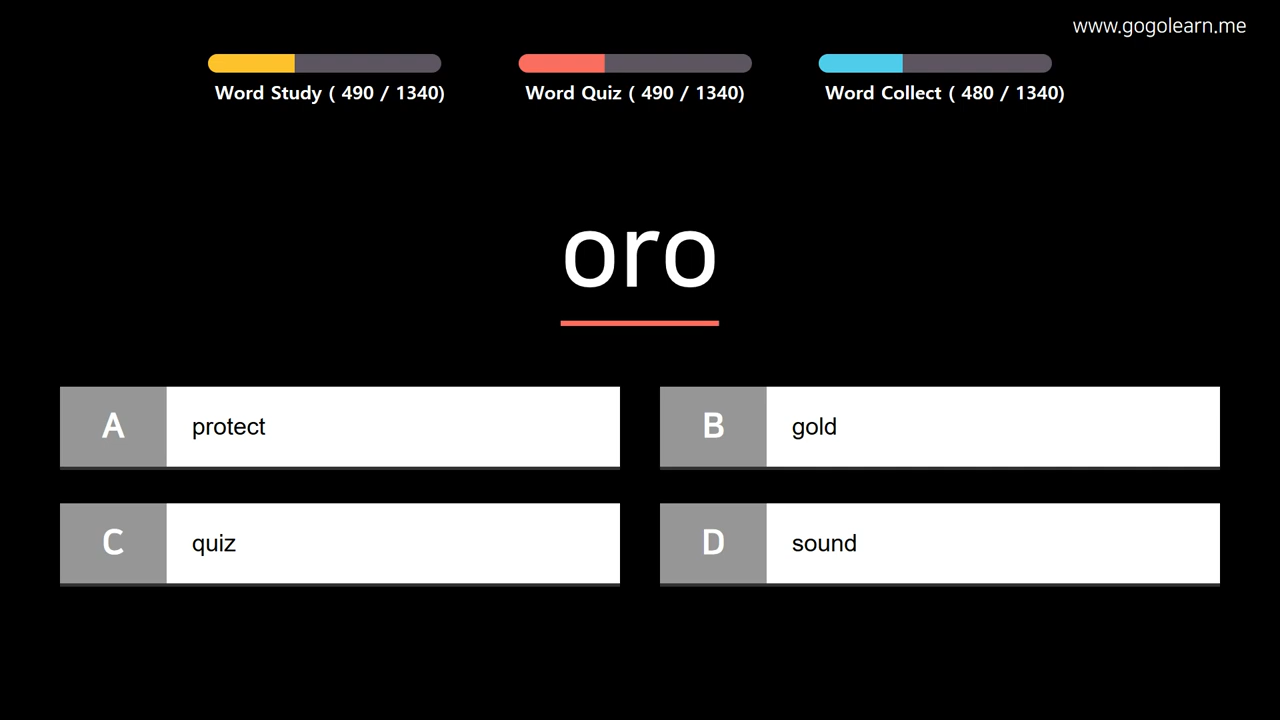 www.gogolearn.me
Word Study ( 490 / 1340)
Word Quiz ( 490 / 1340)
Word Collect ( 480 / 1340)
oro
A protect
B gold
C quiz
D sound